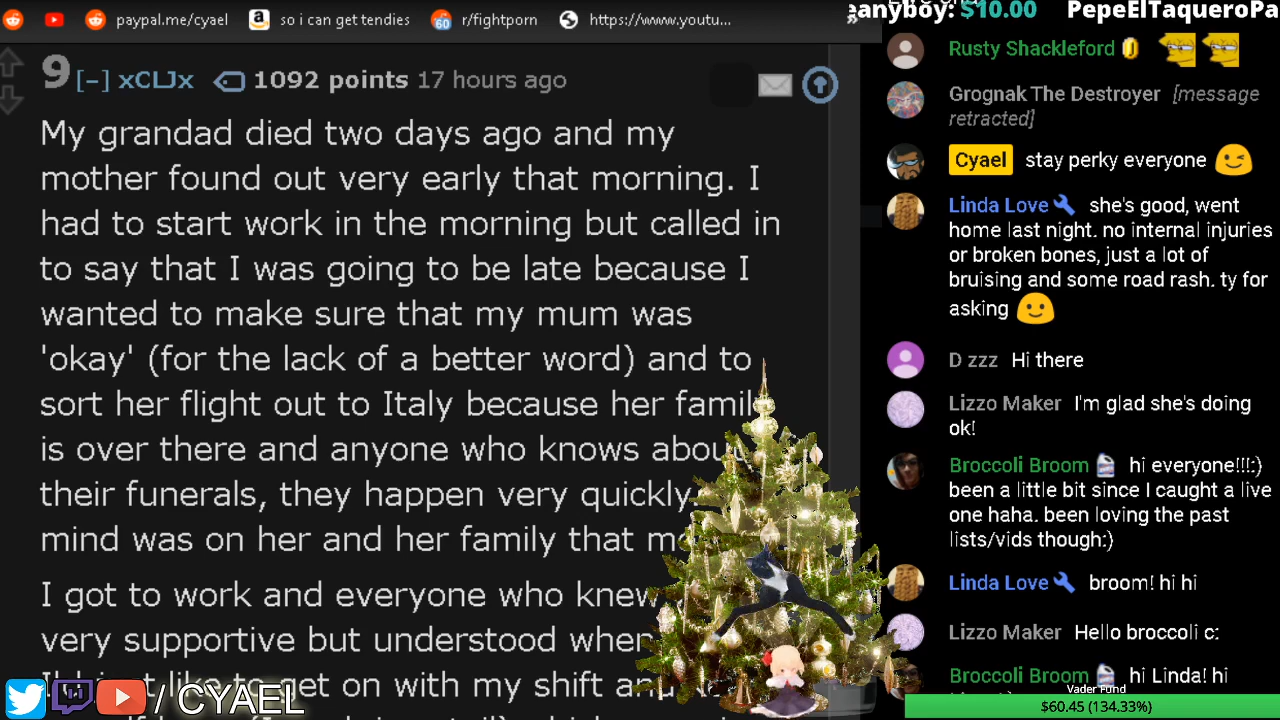 paypal.me/cyael so i can get tendies r/fightporn https://www.youtu...
anyboy: $10.00 PepeElTaqueroPa
9 [–] xCLJx 1092 points 17 hours ago
My grandad died two days ago and my
mother found out very early that morning. I
had to start work in the morning but called in
to say that I was going to be late because I
wanted to make sure that my mum was
'okay' (for the lack of a better word) and to
sort her flight out to Italy because her famil
is over there and anyone who knows abou
their funerals, they happen very quickly
mind was on her and her family that mo
I got to work and everyone who knew
very supportive but understood when
like to get on with my shift an
/ CYAEL
Rusty Shackleford
Grognak The Destroyer [message
retracted]
Cyael stay perky everyone
Linda Love she's good, went
home last night. no internal injuries
or broken bones, just a lot of
bruising and some road rash. ty for
asking
D zzz Hi there
Lizzo Maker I'm glad she's doing
ok!
Broccoli Broom hi everyone!!!:)
been a little bit since I caught a live
one haha. been loving the past
lists/vids though:)
Linda Love broom! hi hi
Lizzo Maker Hello broccoli c:
Broccoli Broom hi Linda! hi
Vader Fund
$60.45 (134.33%)